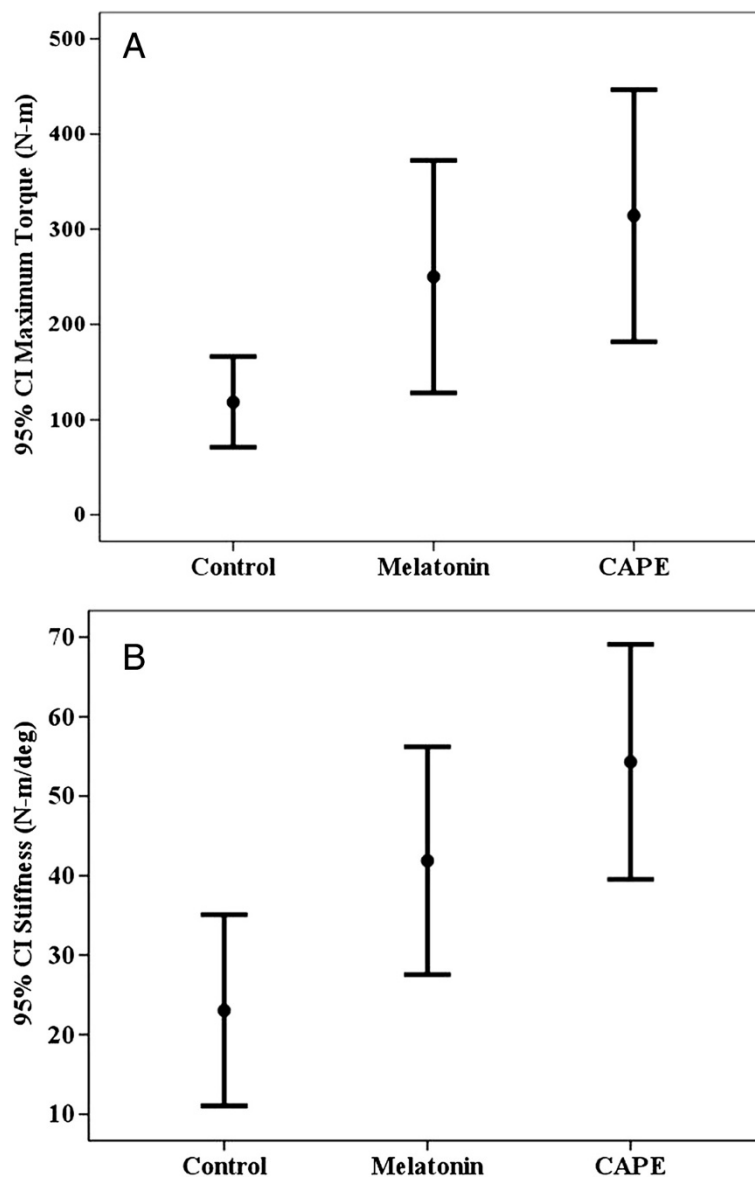 A
95% CI Maximum Torque (N-m)
500
400
300
200
100
0
Control Melatonin CAPE
B
95% CI Stiffness (N-m/deg)
70
60
50
40
30
20
10
Control Melatonin CAPE